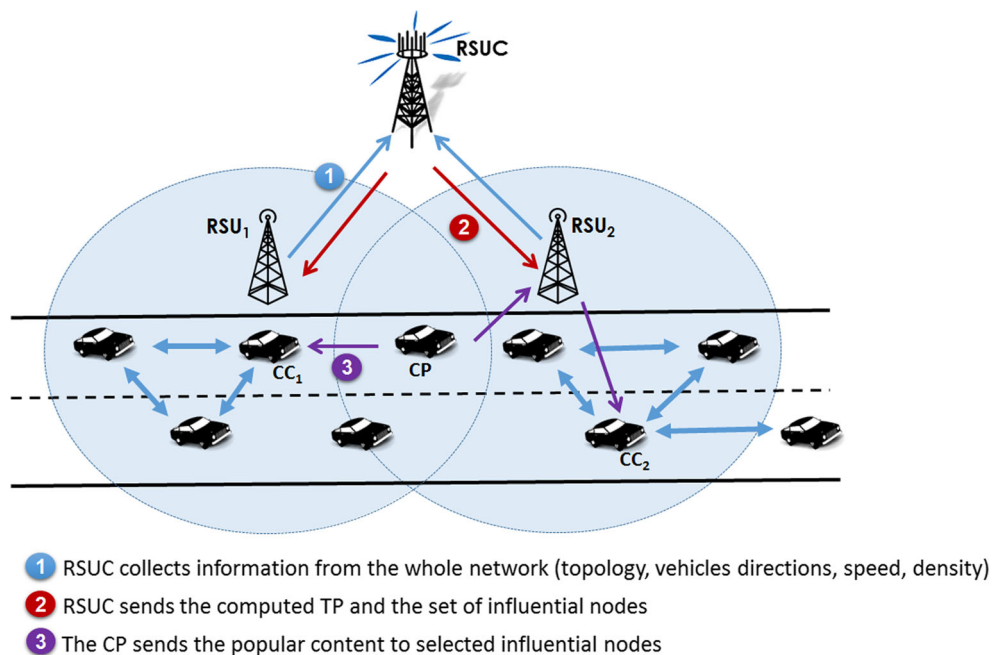 RSUC
1
RSU1
2
RSU2
3
CC1
CP
CC2
1 RSUC collects information from the whole network (topology, vehicles directions, speed, density)
2 RSUC sends the computed TP and the set of influential nodes
3 The CP sends the popular content to selected influential nodes